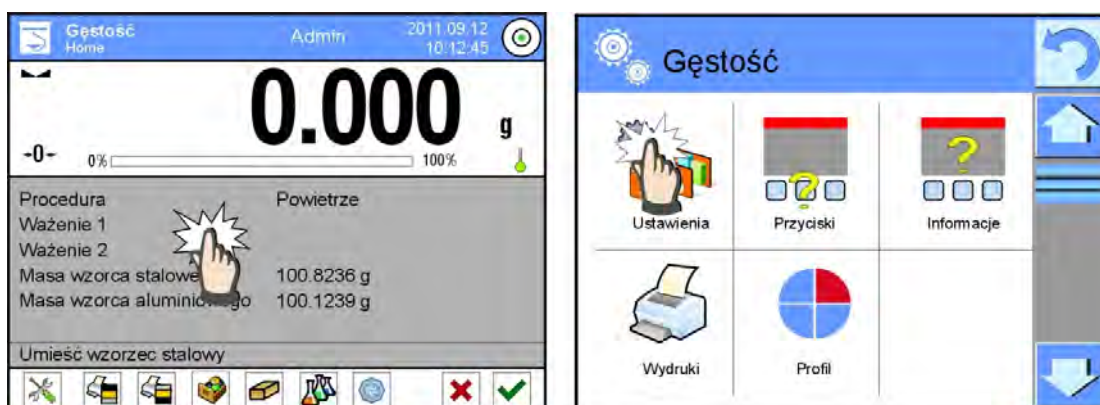 Gęstość
Home
Admin
2011.09.12
10:12:45
0.000
g
-0-
0%
100%
Procedura Powietrze
Ważenie 1
Ważenie 2
Masa wzorca stalowe 100.8236 g
Masa wzorca aluminiowego 100.1239 g
Umieść wzorzec stalowy
Gęstość
Ustawienia
Przyciski
Informacje
Wydruki
Profil